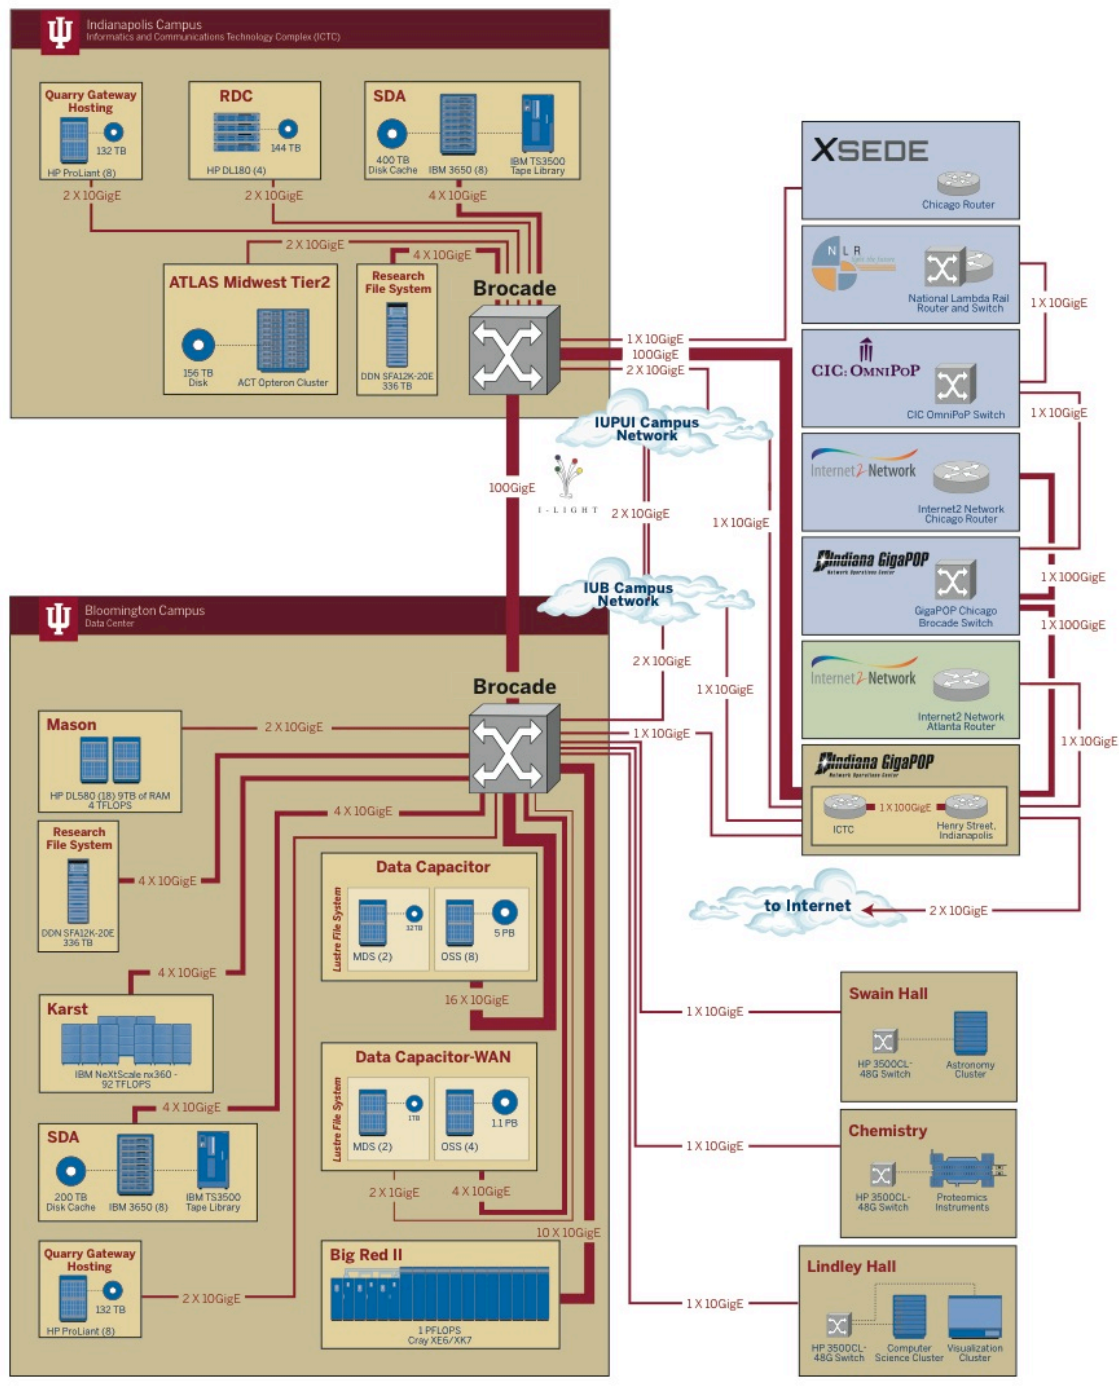 Indianapolis Campus
Informatics and Communications Technology Complex (ICTC)
Quarry Gateway
Hosting
132 TB
HP ProLiant (8)
2 X 10GigE
RDC
144 TB
HP DL180 (4)
2 X 10GigE
SDA
400 TB
Disk Cache
IBM 3650 (8)
IBM TS3500
Tape Library
4 X 10GigE
2 X 10GigE
4 X 10GigE
ATLAS Midwest Tier2
156 TB
Disk
ACT Opteron Cluster
Research
File System
DDN SFA12K-20E
336 TB
Brocade
1 X 10GigE
100GigE
2 X 10GigE
XSEDE
Chicago Router
N L R
National Lambda Rail
Router and Switch
1 X 10GigE
CIC: OMNIPOP
CIC OmniPoP Switch
1 X 10GigE
Internet2 Network
Internet2 Network
Chicago Router
Indiana GigaPOP
Network Operations Center
GigaPOP Chicago
Brocade Switch
1 X 100GigE
1 X 100GigE
Internet2 Network
Internet2 Network
Atlanta Router
1 X 10GigE
Indiana GigaPOP
Network Operations Center
ICTC
1 X 100GigE
Henry Street,
Indianapolis
IUPUI Campus
Network
100GigE
I-LIGHT
2 X 10GigE
1 X 10GigE
IUB Campus
Network
2 X 10GigE
1 X 10GigE
1 X 10GigE
to Internet
2 X 10GigE
Bloomington Campus
Data Center
Brocade
Mason
HP DL580 (18) 9TB of RAM
4 TFLOPS
2 X 10GigE
Research
File System
DDN SFA12K-20E
336 TB
4 X 10GigE
4 X 10GigE
Karst
IBM NeXtScale nx360 -
92 TFLOPS
4 X 10GigE
4 X 10GigE
SDA
200 TB
Disk Cache
IBM 3650 (8)
IBM TS3500
Tape Library
Quarry Gateway
Hosting
132 TB
HP ProLiant (8)
2 X 10GigE
Data Capacitor
Lustre File System
MDS (2)
32TB
OSS (8)
5 PB
16 X 10GigE
Data Capacitor-WAN
Lustre File System
MDS (2)
1TB
OSS (4)
1.1 PB
2 X 1GigE
4 X 10GigE
10 X 10GigE
Big Red II
1 PFLOPS
Cray XE6/XK7
1 X 10GigE
Swain Hall
HP 3500CL-
48G Switch
Astronomy
Cluster
1 X 10GigE
Chemistry
HP 3500CL-
48G Switch
Proteomics
Instruments
1 X 10GigE
Lindley Hall
HP 3500CL-
48G Switch
Computer
Science Cluster
Visualization
Cluster